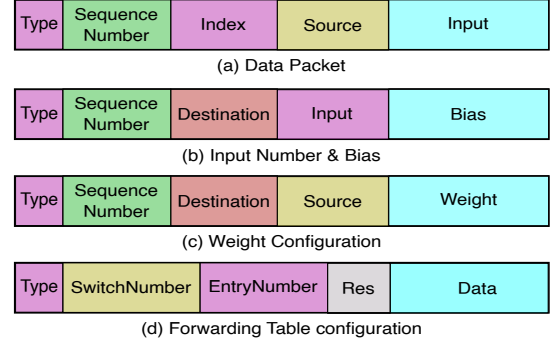 Type Sequence Number Index Source Input
(a) Data Packet
Type Sequence Number Destination Input Bias
(b) Input Number & Bias
Type Sequence Number Destination Source Weight
(c) Weight Configuration
Type SwitchNumber EntryNumber Res Data
(d) Forwarding Table configuration